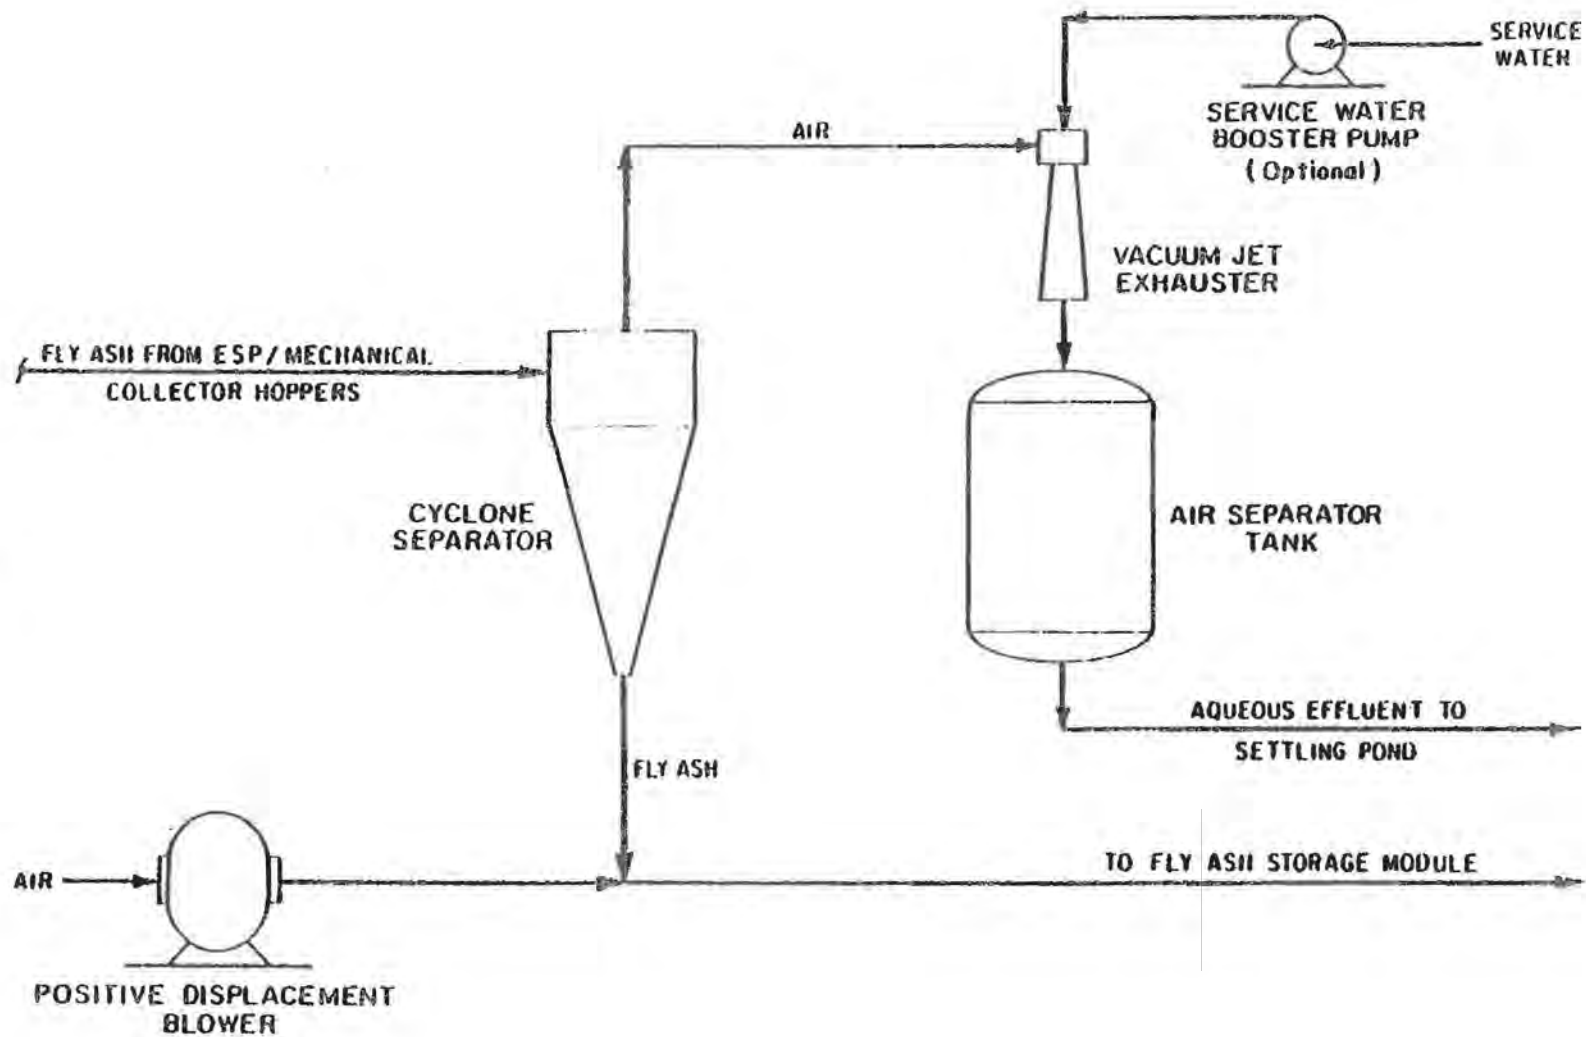 SERVICE
WATER
SERVICE WATER
BOOSTER PUMP
(Optional)
AIR
VACUUM JET
EXHAUSTER
FLY ASH FROM ESP/MECHANICAL
COLLECTOR HOPPERS
CYCLONE
SEPARATOR
AIR SEPARATOR
TANK
AQUEOUS EFFLUENT TO
SETTLING POND
FLY ASH
AIR
TO FLY ASH STORAGE MODULE
POSITIVE DISPLACEMENT
BLOWER